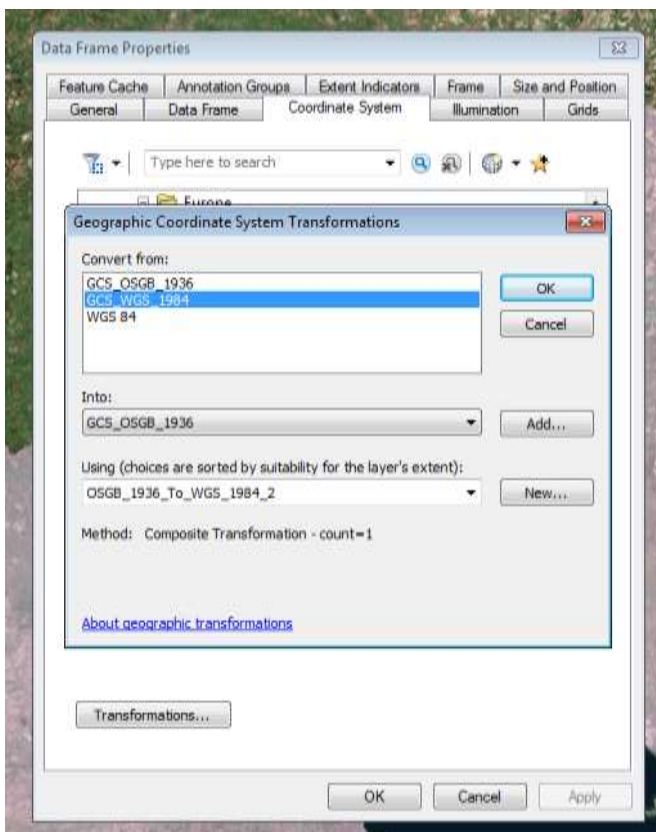 Data Frame Properties
Feature Cache Annotation Groups Extent Indicators Frame Size and Position
General Data Frame Coordinate System Illumination Grids
Type here to search
Europe
Geographic Coordinate System Transformations
Convert from:
GCS_OSGB_1936
GCS_WGS_1984
WGS 84
OK
Cancel
Into:
GCS_OSGB_1936
Add...
Using (choices are sorted by suitability for the layer's extent):
OSGB_1936_To_WGS_1984_2
New...
Method: Composite Transformation - count=1
About geographic transformations
Transformations...
OK Cancel Apply